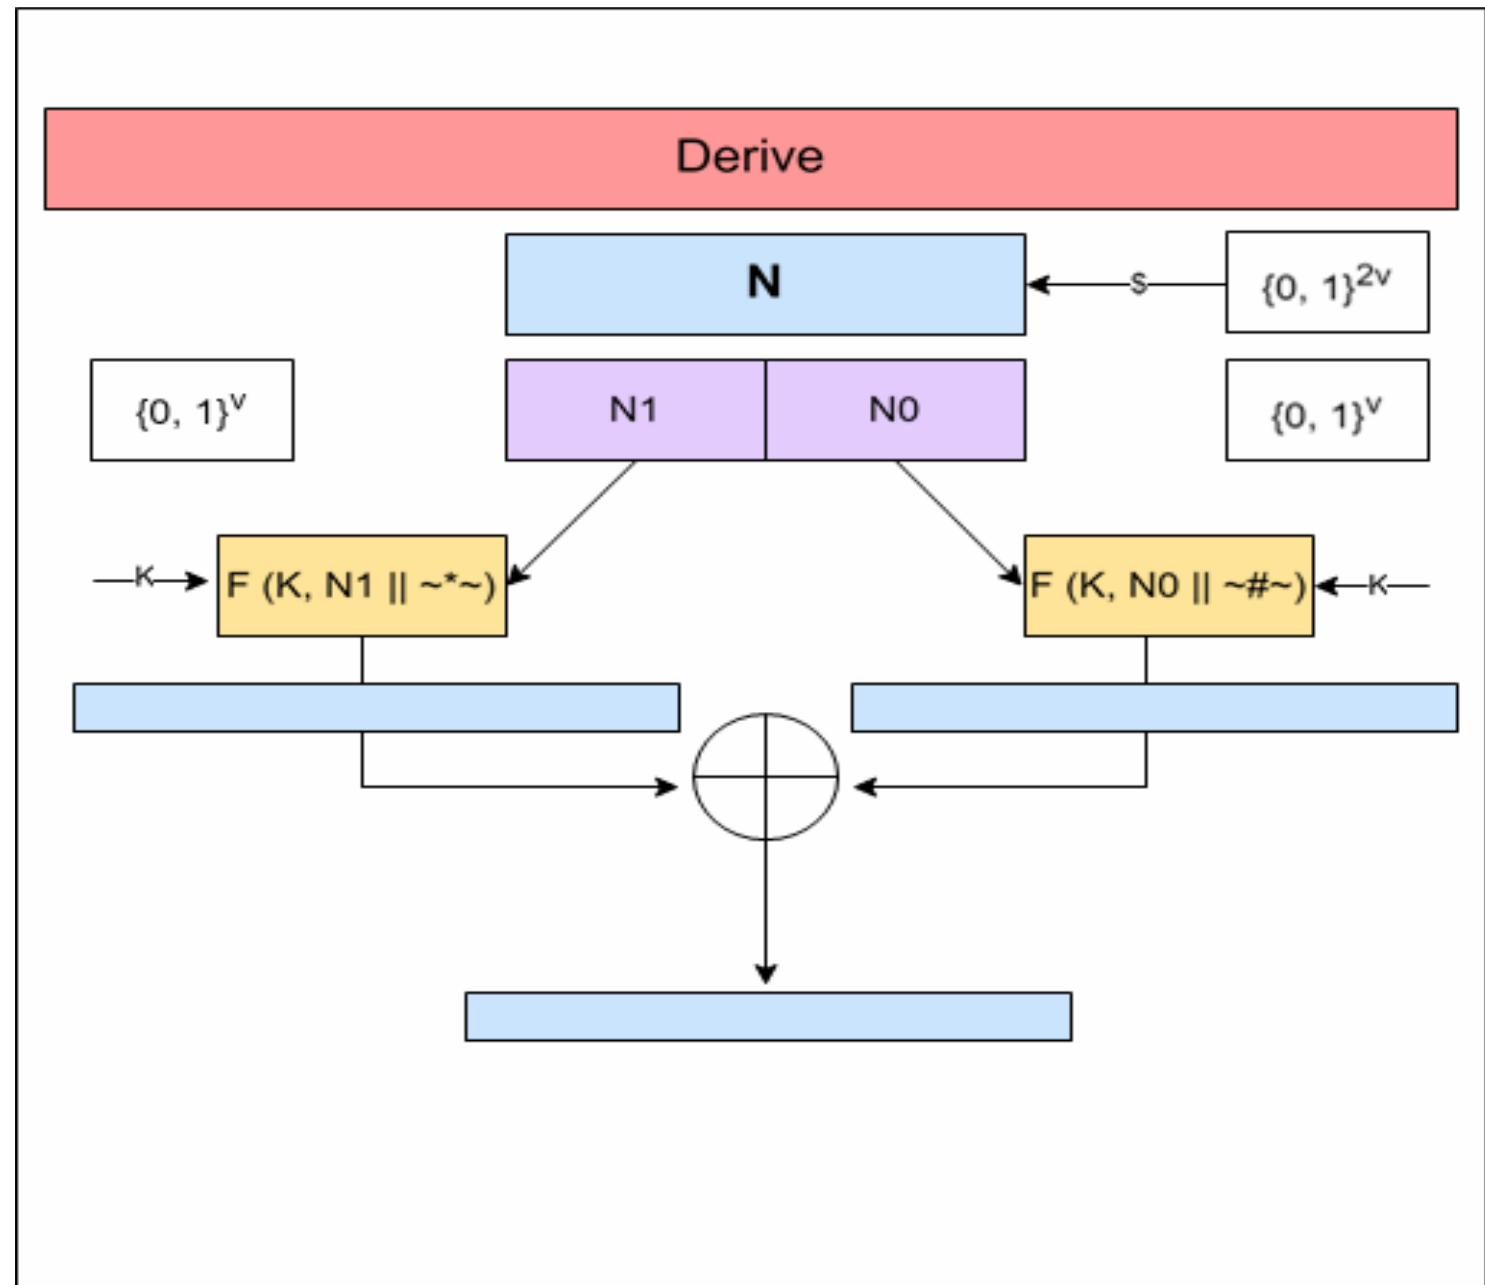 Derive
N
S
{0, 1}^2v
{0, 1}^v
N1
N0
{0, 1}^v
K
F (K, N1 || ~*~)
F (K, N0 || ~#~)
K